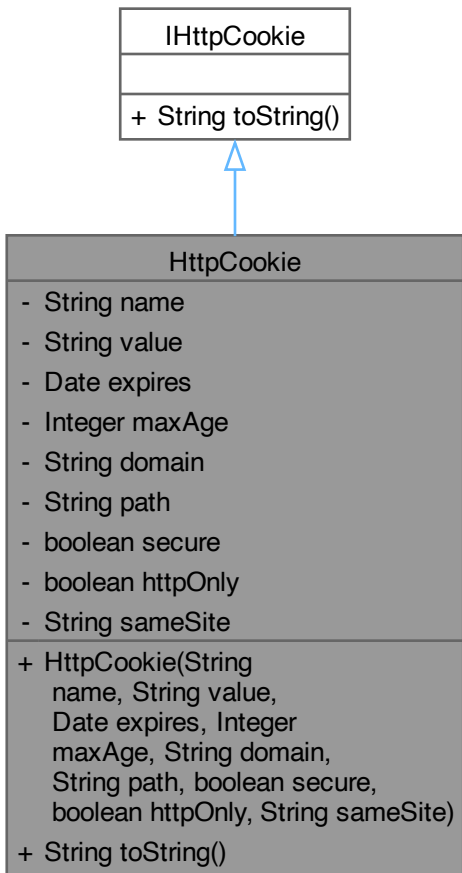 IHttpCookie
+ String toString()
HttpCookie
- String name
- String value
- Date expires
- Integer maxAge
- String domain
- String path
- boolean secure
- boolean httpOnly
- String sameSite
+ HttpCookie(String
name, String value,
Date expires, Integer
maxAge, String domain,
String path, boolean secure,
boolean httpOnly, String sameSite)
+ String toString()